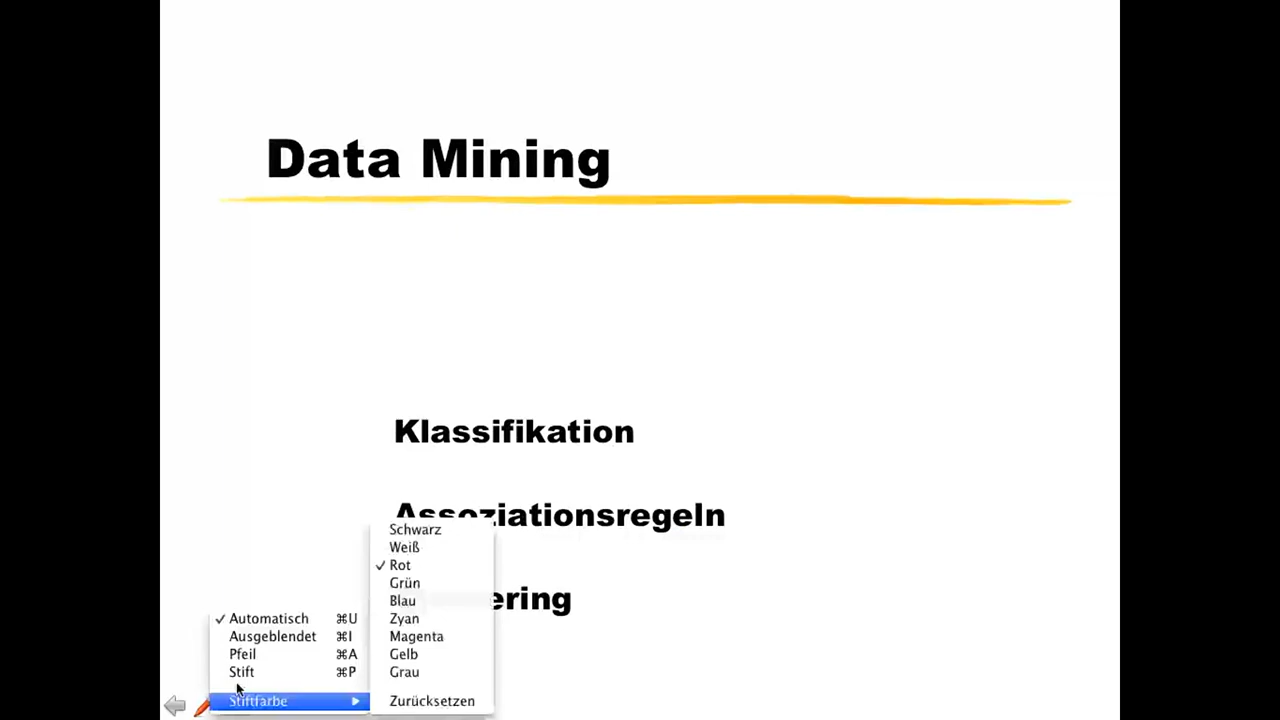 Data Mining
Klassifikation
Assoziationsregeln
ering
Schwarz
Weiß
✓ Rot
Grün
Blau
Zyan
Magenta
Gelb
Grau
Zurücksetzen
✓ Automatisch ⌘U
Ausgeblendet ⌘I
Pfeil ⌘A
Stift ⌘P
Stiftfarbe